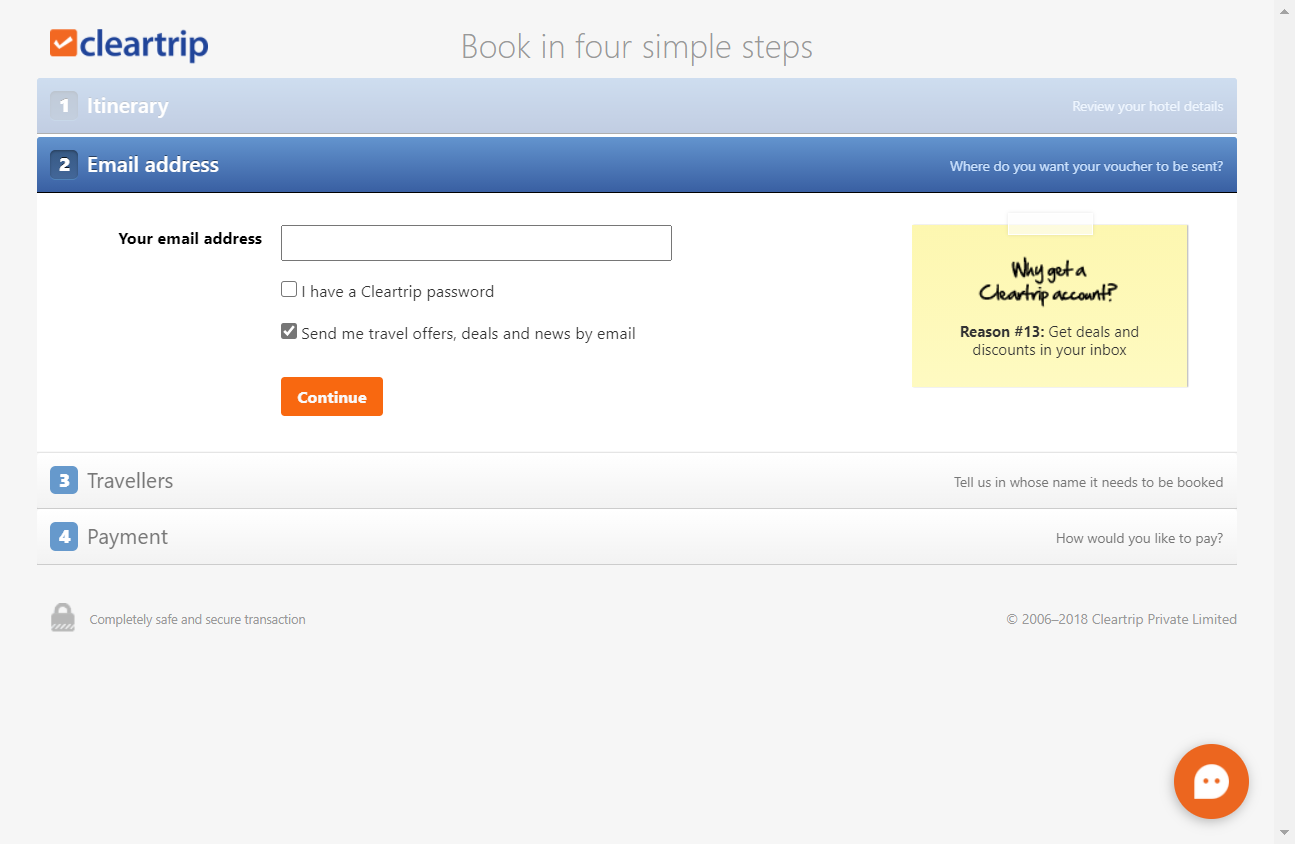 cleartrip
Book in four simple steps
1 Itinerary
Review your hotel details
2 Email address
Where do you want your voucher to be sent?
Your email address
I have a Cleartrip password
Send me travel offers, deals and news by email
Continue
Why get a
Cleartrip account?
Reason #13: Get deals and
discounts in your inbox
3 Travellers
Tell us in whose name it needs to be booked
4 Payment
How would you like to pay?
Completely safe and secure transaction
© 2006–2018 Cleartrip Private Limited